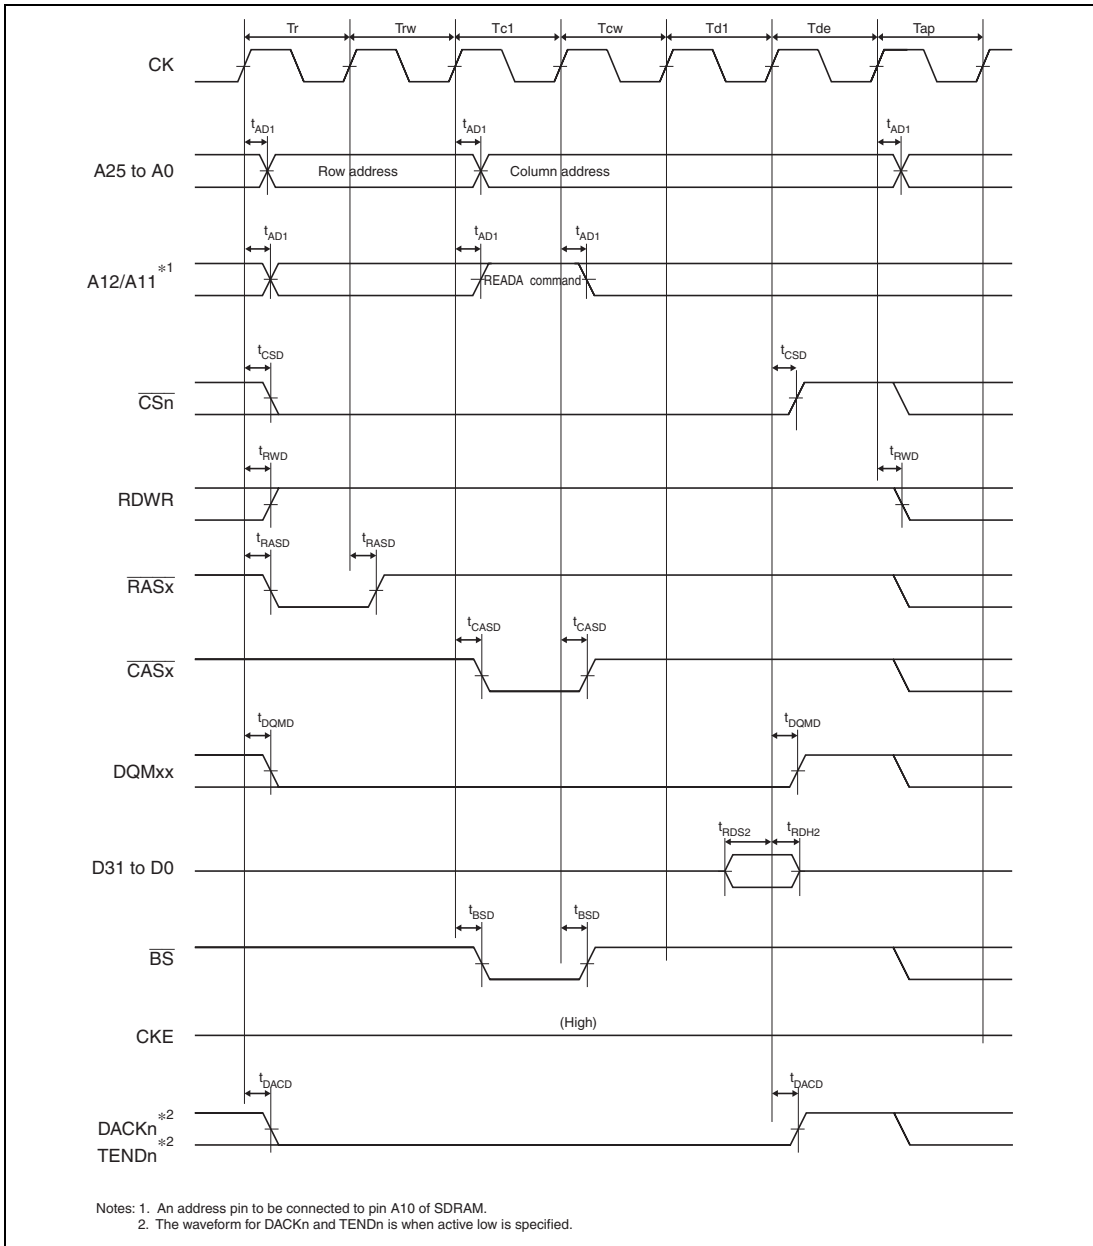 Tr Trw Tc1 Tcw Td1 Tde Tap
CK
tAD1 tAD1 tAD1
A25 to A0 Row address Column address
tAD1 tAD1 tAD1
A12/A11*1 READA command
tCSD tCSD
CSn
tRWD tRWD
RDWR
tRASD tRASD
RASx
tCASD tCASD
CASx
tDQMD tDQMD
DQMxx
tRDS2 tRDH2
D31 to D0
tBSD tBSD
BS
(High)
CKE
tDACD tDACD
DACKn*2
TENDn*2
Notes: 1. An address pin to be connected to pin A10 of SDRAM.
2. The waveform for DACKn and TENDn is when active low is specified.